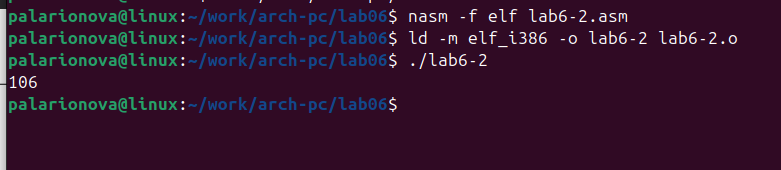 palarionova@linux:~/work/arch-pc/lab06$ nasm -f elf lab6-2.asm
palarionova@linux:~/work/arch-pc/lab06$ ld -m elf_i386 -o lab6-2 lab6-2.o
palarionova@linux:~/work/arch-pc/lab06$ ./lab6-2
106
palarionova@linux:~/work/arch-pc/lab06$